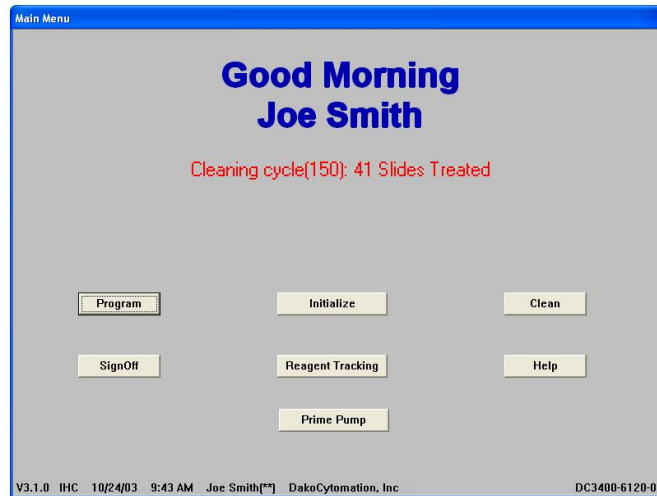 Main Menu
Good Morning
Joe Smith
Cleaning cycle(150): 41 Slides Treated
Program Initialize Clean
SignOff Reagent Tracking Help
Prime Pump
V3.1.0 IHC 10/24/03 9:43 AM Joe Smith(**) DakoCytomation, Inc DC3400-6120-0